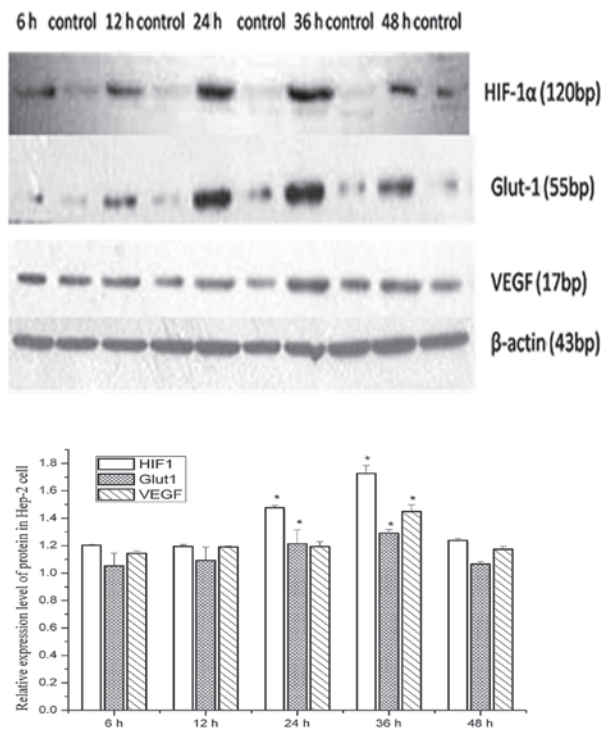 6 h control 12 h control 24 h control 36 h control 48 h control
HIF-1α (120bp)
Glut-1 (55bp)
VEGF (17bp)
β-actin (43bp)
Relative expression level of protein in Hep-2 cell
1.8
1.6
1.4
1.2
1.0
0.8
0.6
0.4
0.2
0.0
HIF1
Glut1
VEGF
*
*
*
*
*
6 h 12 h 24 h 36 h 48 h